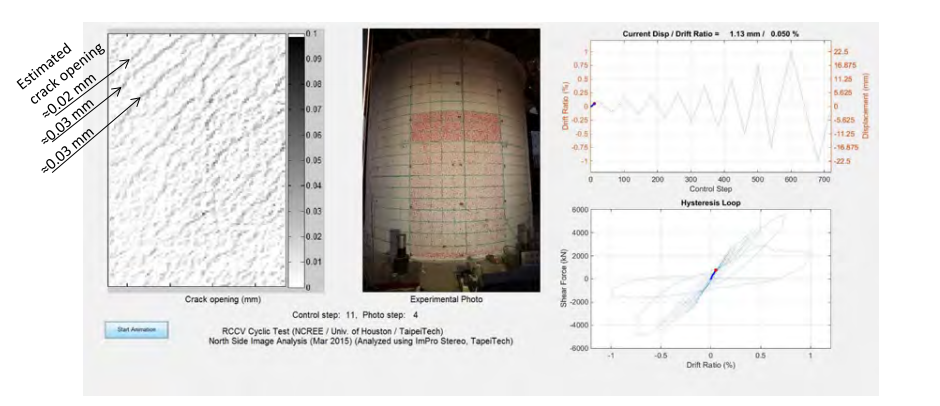 Estimated
crack opening
≈0.02 mm
≈0.03 mm
≈0.03 mm
0.1
0.09
0.08
0.07
0.06
0.05
0.04
0.03
0.02
0.01
0
Crack opening (mm)
Experimental Photo
Control step: 11, Photo step: 4
Start Animation
RCCV Cyclic Test (NCREE / Univ. of Houston / TaipeiTech)
North Side Image Analysis (Mar 2015) (Analyzed using ImPro Stereo, TapeiTech)
Current Disp / Drift Ratio = 1.13 mm / 0.050 %
Drift Ratio (%)
1
0.75
0.5
0.25
0
-0.25
-0.5
-0.75
-1
22.5
16.875
11.25
5.625
0
-5.625
-11.25
-16.875
-22.5
Displacement (mm)
0 100 200 300 400 500 600 700
Control Step
Hysteresis Loop
Shear Force (kN)
6000
4000
2000
0
-2000
-4000
-6000
-1 -0.5 0 0.5 1
Drift Ratio (%)